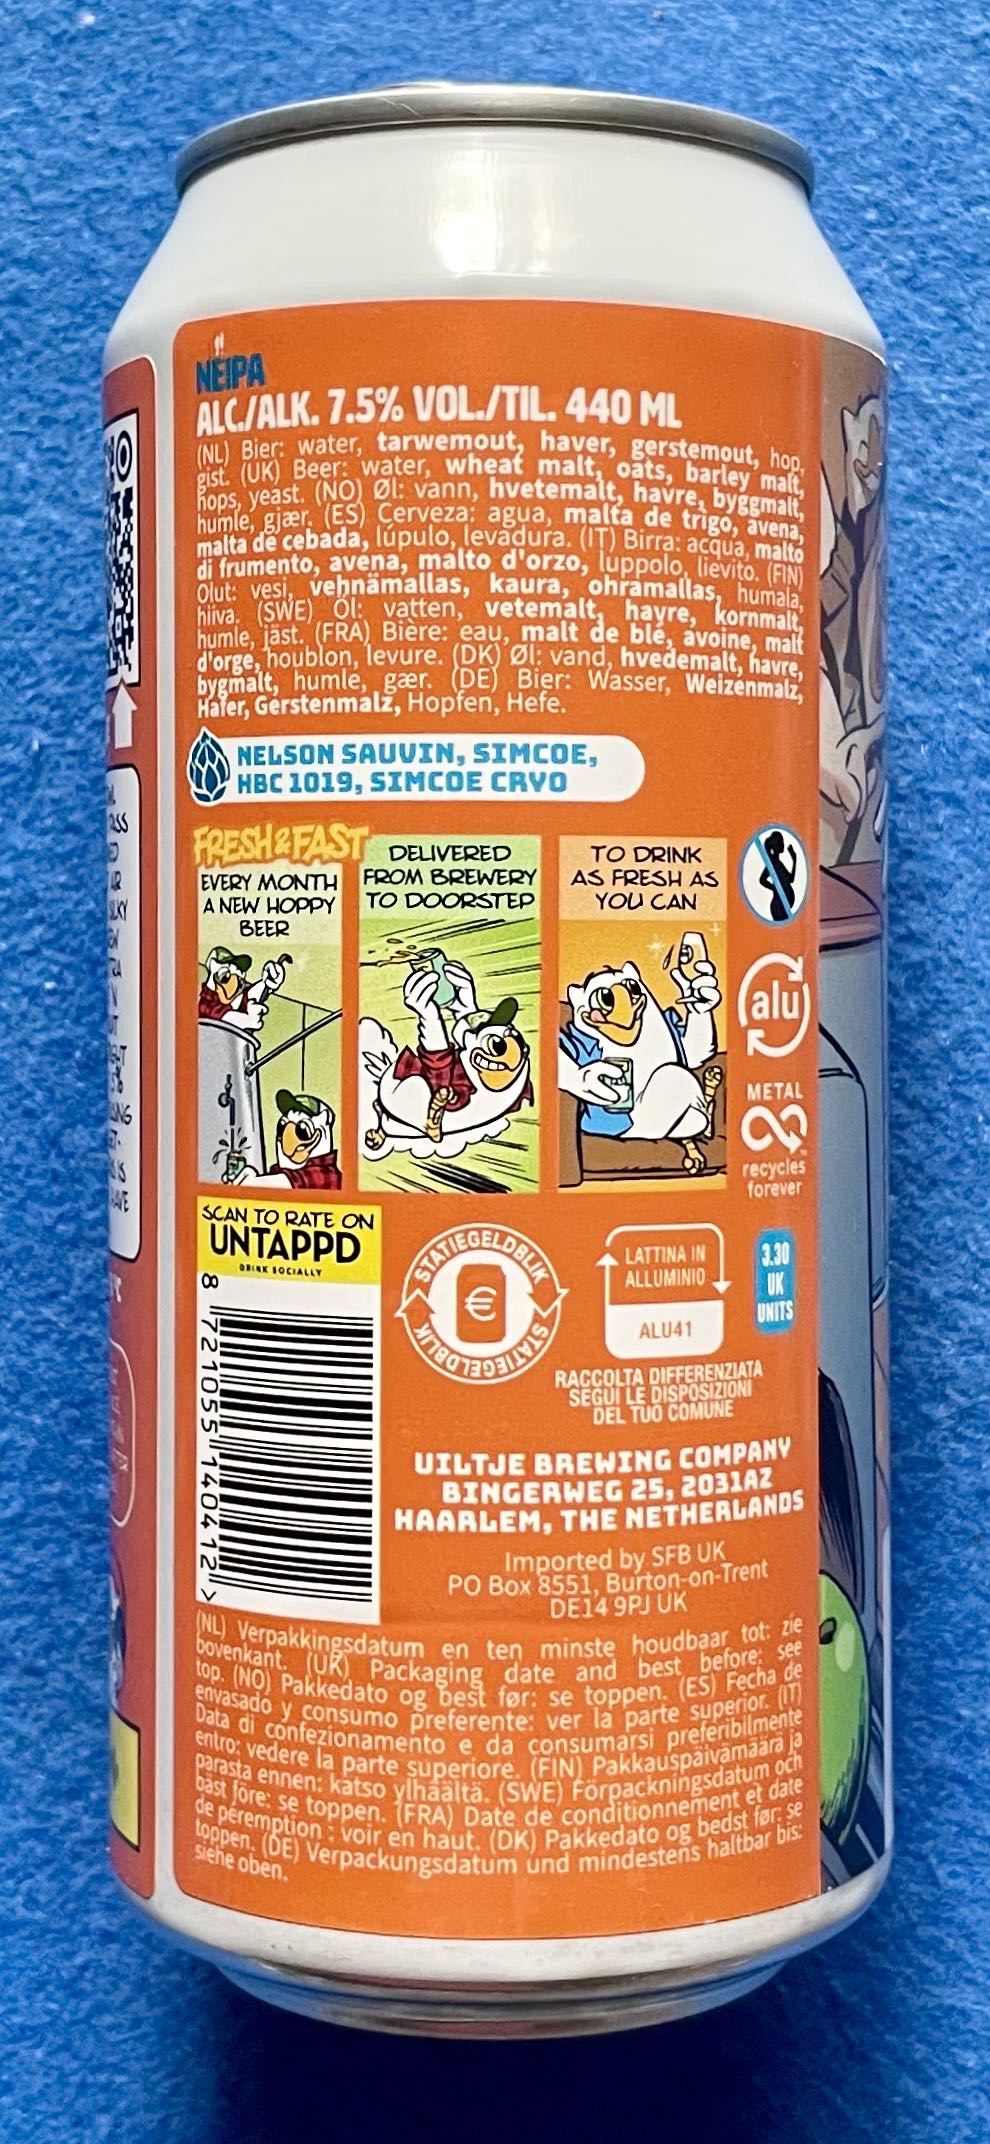 NEIPA
ALC./ALK. 7.5% VOL./TIL. 440 ML
(NL) Bier: water, tarwemout, haver, gerstemout, hop,
gist. (UK) Beer: water, wheat malt, oats, barley malt,
hops, yeast. (NO) Øl: vann, hvetemalt, havre, byggmalt,
humle, gjær. (ES) Cerveza: agua, malta de trigo, avena,
malta de cebada, lúpulo, levadura. (IT) Birra: acqua, malto
di frumento, avena, malto d'orzo, luppolo, lievito. (FIN)
Olut: vesi, vehnämallas, kaura, ohramallas, humala,
hiiva. (SWE) Öl: vatten, vetemalt, havre, kornmalt,
humle, jäst. (FRA) Bière: eau, malt de blé, avoine, malt
d'orge, houblon, levure. (DK) Øl: vand, hvedemalt, havre,
bygmalt, humle, gær. (DE) Bier: Wasser, Weizenmalz,
Hafer, Gerstenmalz, Hopfen, Hefe.
NELSON SAUVIN, SIMCOE,
HBC 1019, SIMCOE CRYO
FRESH & FAST
EVERY MONTH
A NEW HOPPY
BEER
DELIVERED
FROM BREWERY
TO DOORSTEP
TO DRINK
AS FRESH AS
YOU CAN
alu
METAL
recycles
forever
SCAN TO RATE ON
UNTAPPD
DRINK SOCIALLY
8 721055 140412 >
STATIEGELDBLIK
€
STATIEGELDBLIK
LATTINA IN
ALLUMINIO
ALU41
3.30
UK
UNITS
RACCOLTA DIFFERENZIATA
SEGUI LE DISPOSIZIONI
DEL TUO COMUNE
UILTJE BREWING COMPANY
BINGERWEG 25, 2031AZ
HAARLEM, THE NETHERLANDS
Imported by SFB UK
PO Box 8551, Burton-on-Trent
DE14 9PJ UK
(NL) Verpakkingsdatum en ten minste houdbaar tot: zie
bovenkant. (UK) Packaging date and best before: see
top. (NO) Pakkedato og best før: se toppen. (ES) Fecha de
envasado y consumo preferente: ver la parte superior. (IT)
Data di confezionamento e da consumarsi preferibilmente
entro: vedere la parte superiore. (FIN) Pakkauspäivämäärä ja
parasta ennen: katso ylhäältä. (SWE) Förpackningsdatum och
bäst före: se toppen. (FRA) Date de conditionnement et date
de péremption : voir en haut. (DK) Pakkedato og bedst før: se
toppen. (DE) Verpackungsdatum und mindestens haltbar bis:
siehe oben.